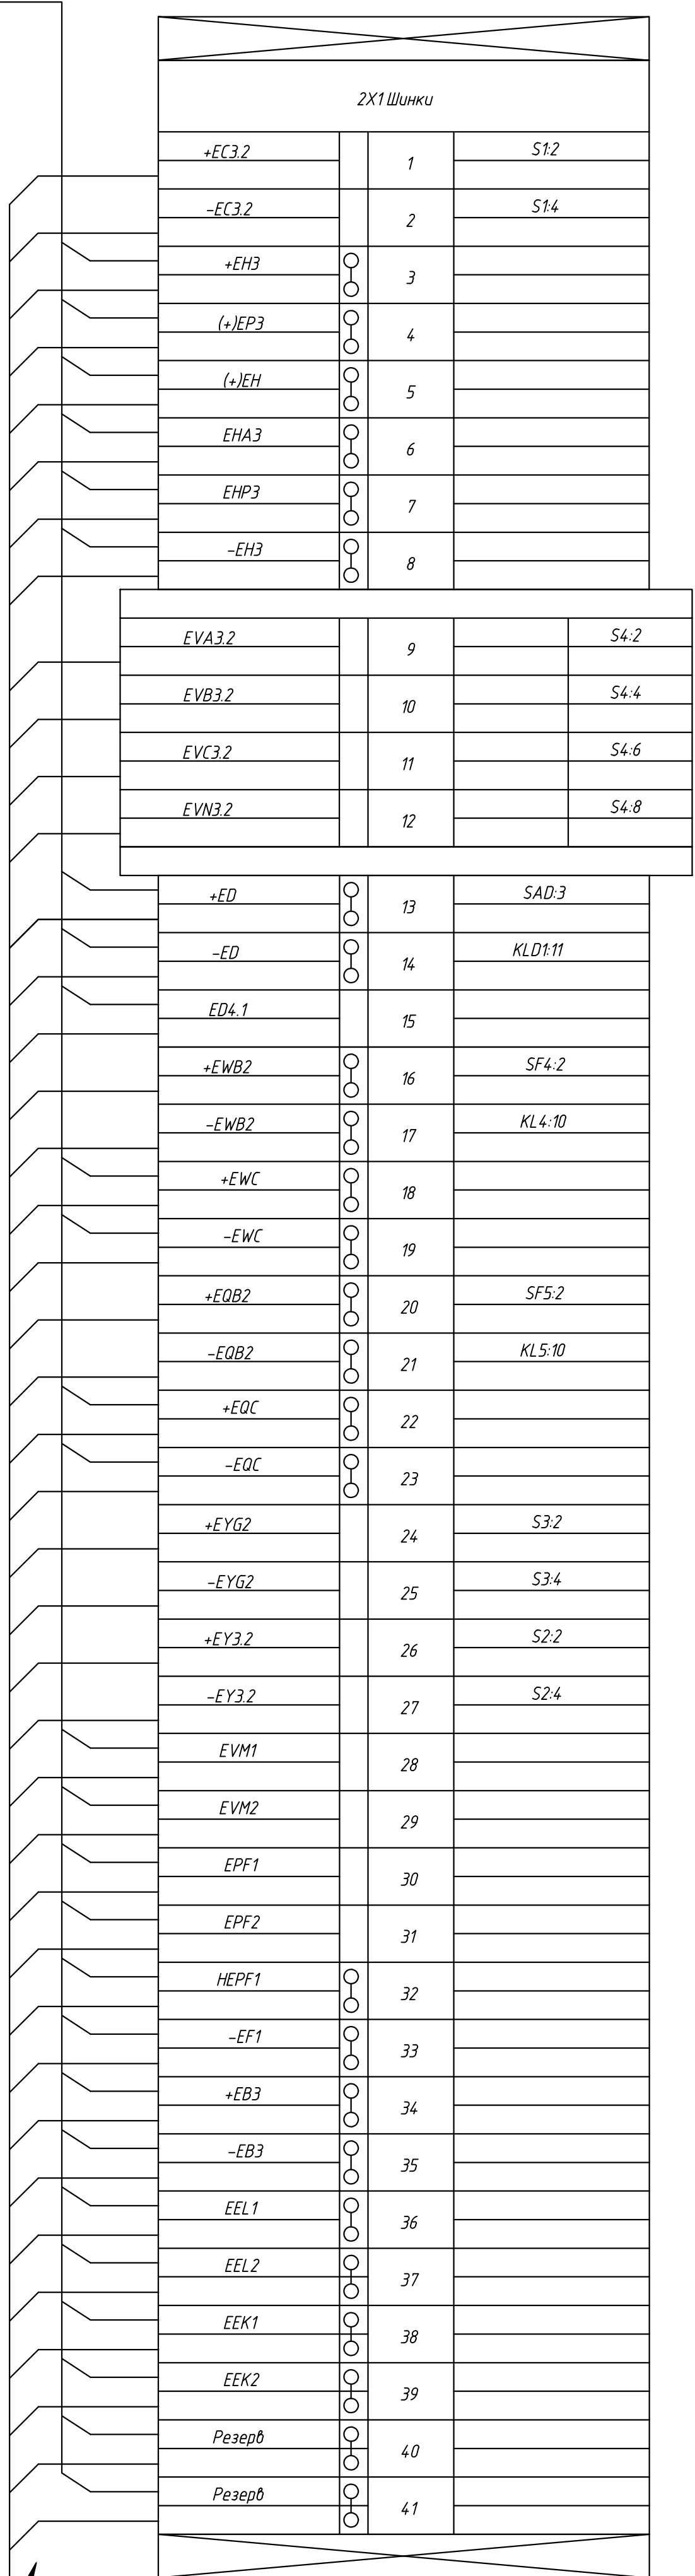 2X1 Шинки
+EC3.2 1 S1:2
-EC3.2 2 S1:4
+EH3 3
(+)EP3 4
(+)EH 5
EHA3 6
EHP3 7
-EH3 8
EVA3.2 9 S4:2
EVB3.2 10 S4:4
EVC3.2 11 S4:6
EVN3.2 12 S4:8
+ED 13 SAD:3
-ED 14 KLD1:11
ED4.1 15
+EWB2 16 SF4:2
-EWB2 17 KL4:10
+EWC 18
-EWC 19
+EQB2 20 SF5:2
-EQB2 21 KL5:10
+EQC 22
-EQC 23
+EYG2 24 S3:2
-EYG2 25 S3:4
+EY3.2 26 S2:2
-EY3.2 27 S2:4
EVM1 28
EVM2 29
EPF1 30
EPF2 31
HEPF1 32
-EF1 33
+EB3 34
-EB3 35
EEL1 36
EEL2 37
EEK1 38
EEK2 39
Резерв 40
Резерв 41